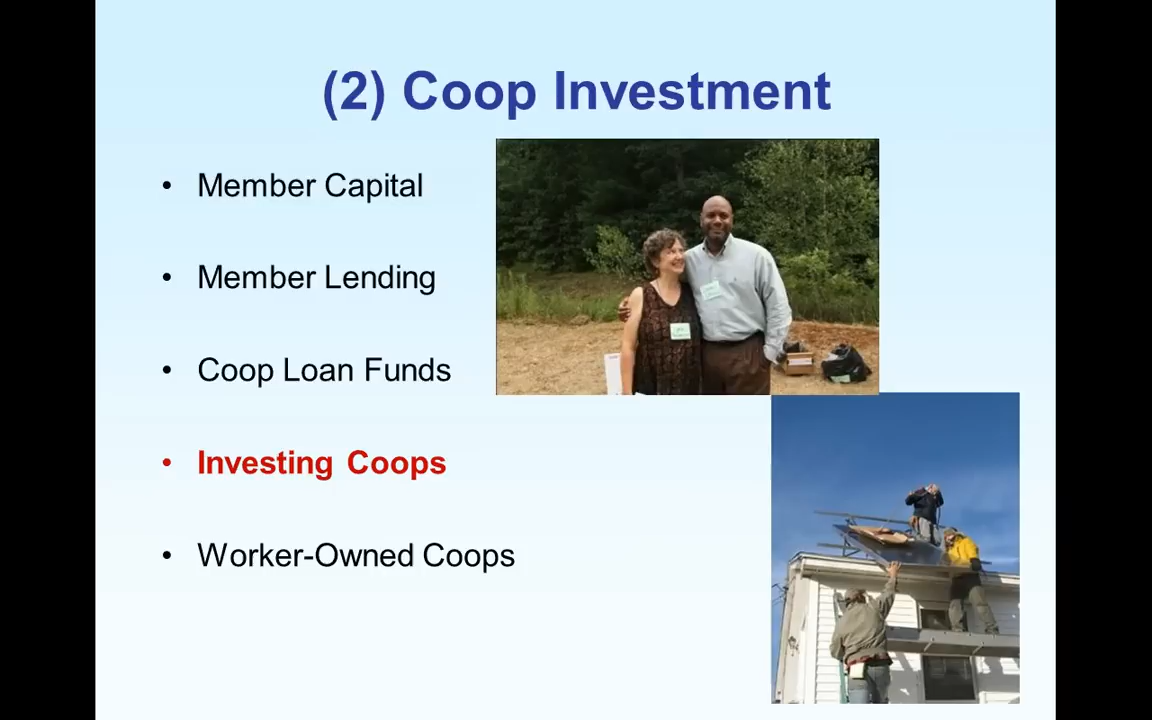 (2) Coop Investment
• Member Capital
• Member Lending
• Coop Loan Funds
• Investing Coops
• Worker-Owned Coops